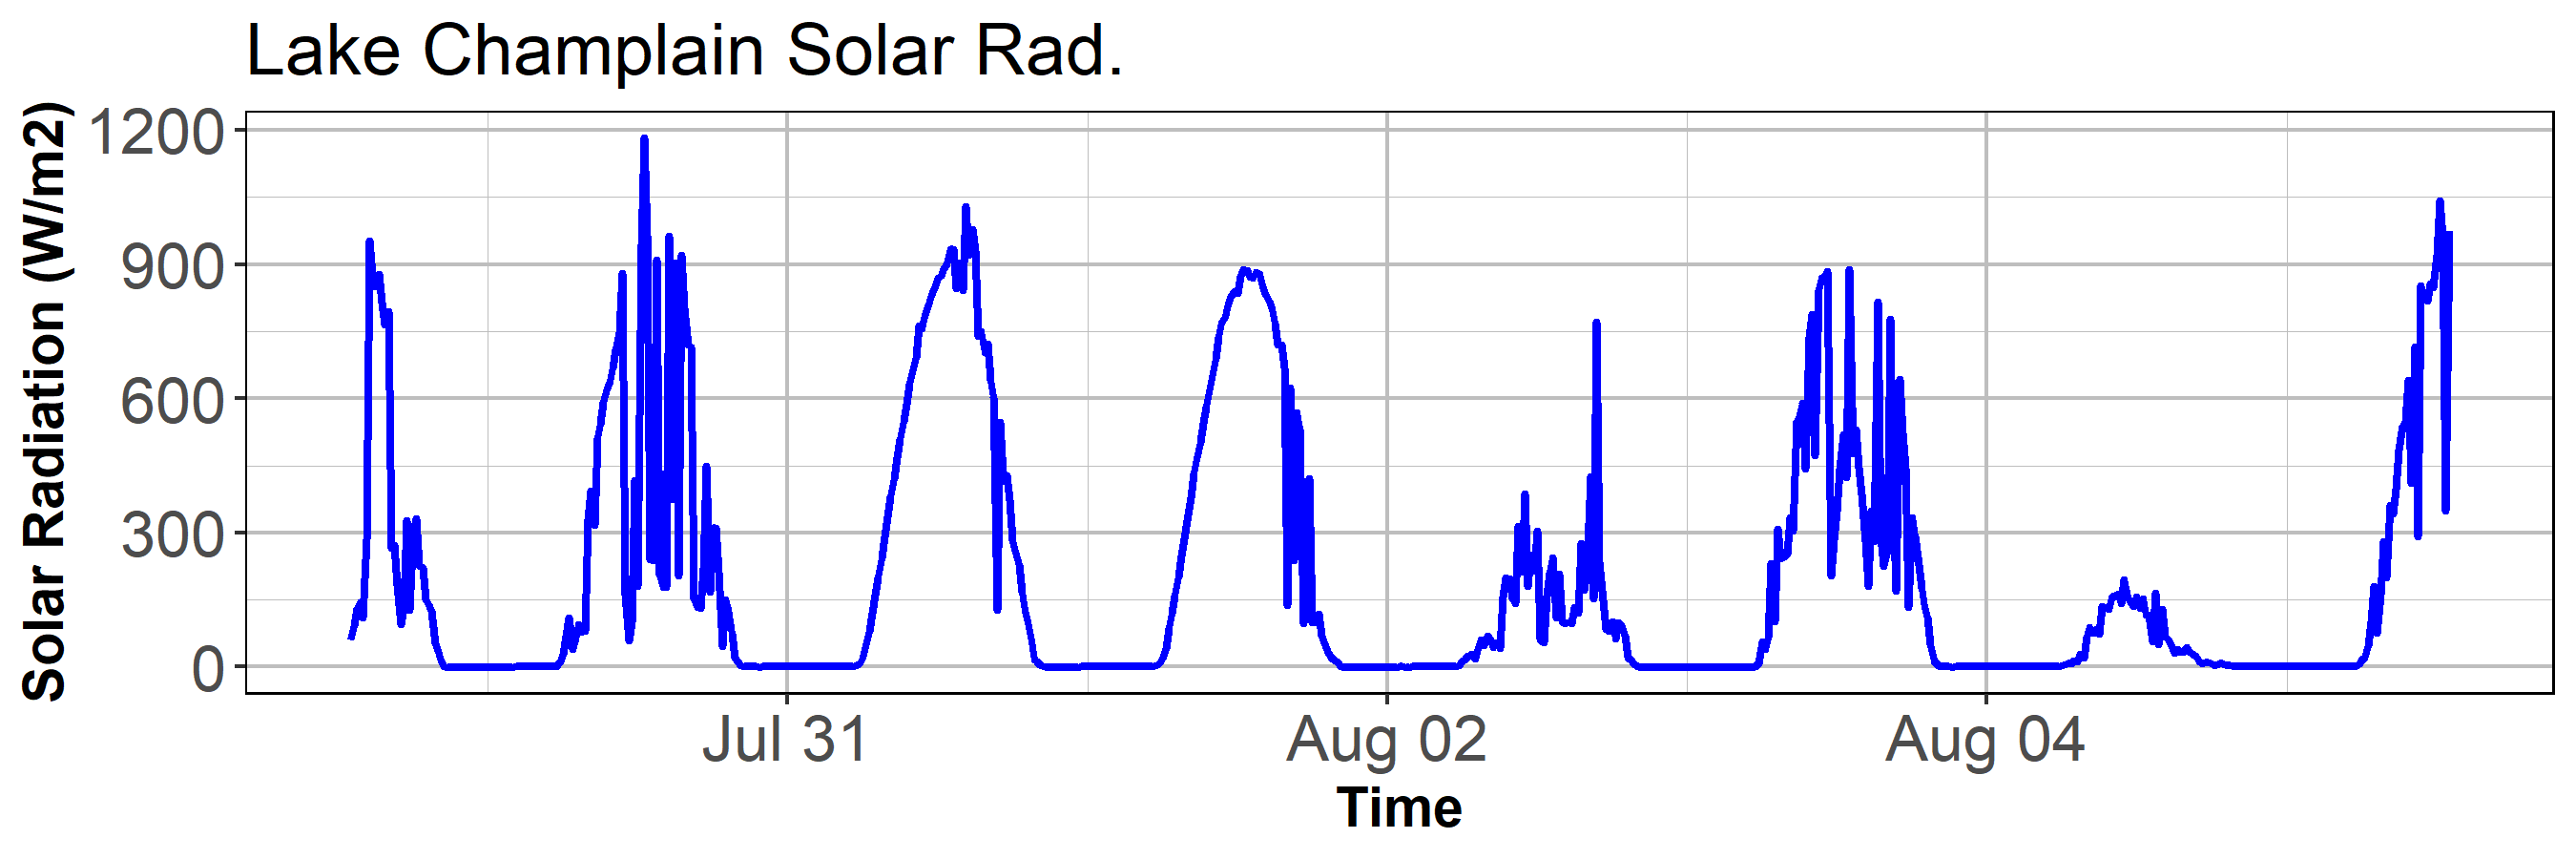 Lake Champlain Solar Rad.
Solar Radiation (W/m2)
1200
900
600
300
0
Jul 31
Aug 02
Aug 04
Time